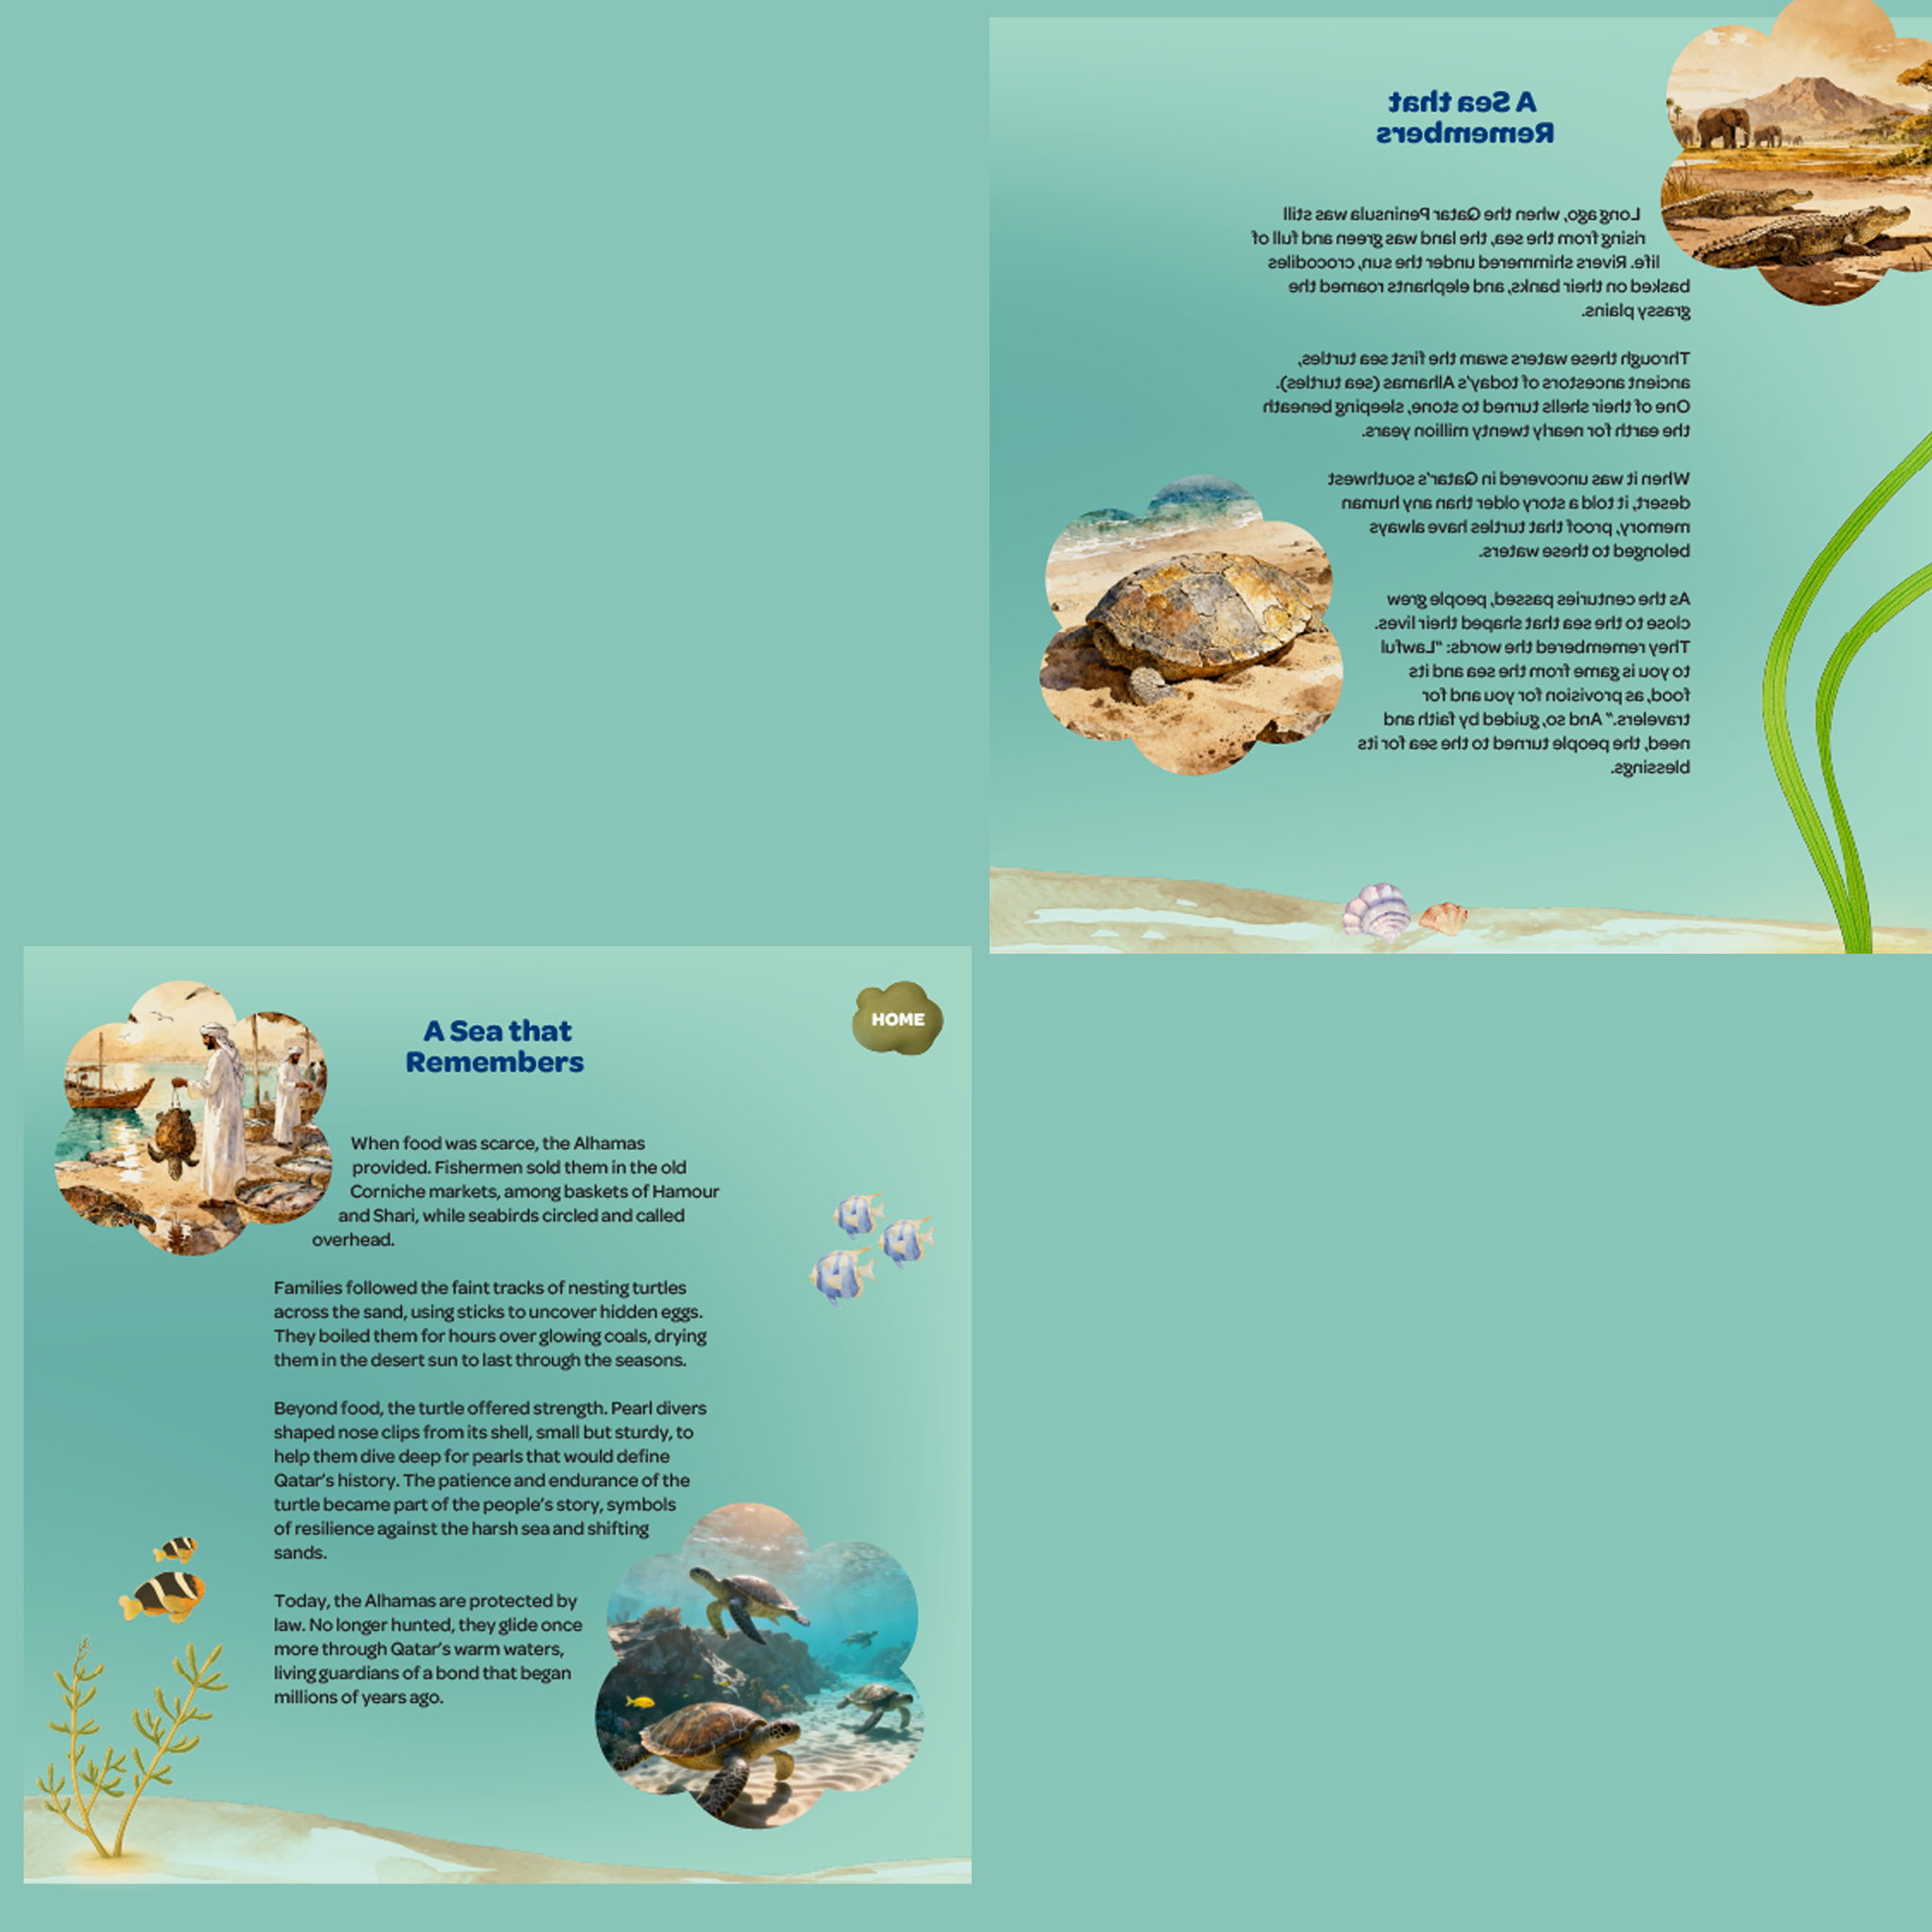 A Sea that
Remembers
Long ago, when the Qatar Peninsula was still
rising from the sea, the land was green and full of
life. Rivers shimmered under the sun, crocodiles
basked on their banks, and elephants roamed the
grassy plains.
Through these waters swam the first sea turtles,
ancient ancestors of today's Alhamas (sea turtles).
One of their shells turned to stone, sleeping beneath
the earth for nearly twenty million years.
When it was uncovered in Qatar's southwest
desert, it told a story older than any human
memory, proof that turtles have always
belonged to these waters.
As the centuries passed, people grew
close to the sea that shaped their lives.
They remembered the words: "Lawful
to you is game from the sea and its
food, as provision for you and for
travelers." And so, guided by faith and
need, the people turned to the sea for its
blessings.
A Sea that
Remembers
HOME
When food was scarce, the Alhamas
provided. Fishermen sold them in the old
Corniche markets, among baskets of Hamour
and Shari, while seabirds circled and called
overhead.
Families followed the faint tracks of nesting turtles
across the sand, using sticks to uncover hidden eggs.
They boiled them for hours over glowing coals, drying
them in the desert sun to last through the seasons.
Beyond food, the turtle offered strength. Pearl divers
shaped nose clips from its shell, small but sturdy, to
help them dive deep for pearls that would define
Qatar's history. The patience and endurance of the
turtle became part of the people's story, symbols
of resilience against the harsh sea and shifting
sands.
Today, the Alhamas are protected by
law. No longer hunted, they glide once
more through Qatar's warm waters,
living guardians of a bond that began
millions of years ago.